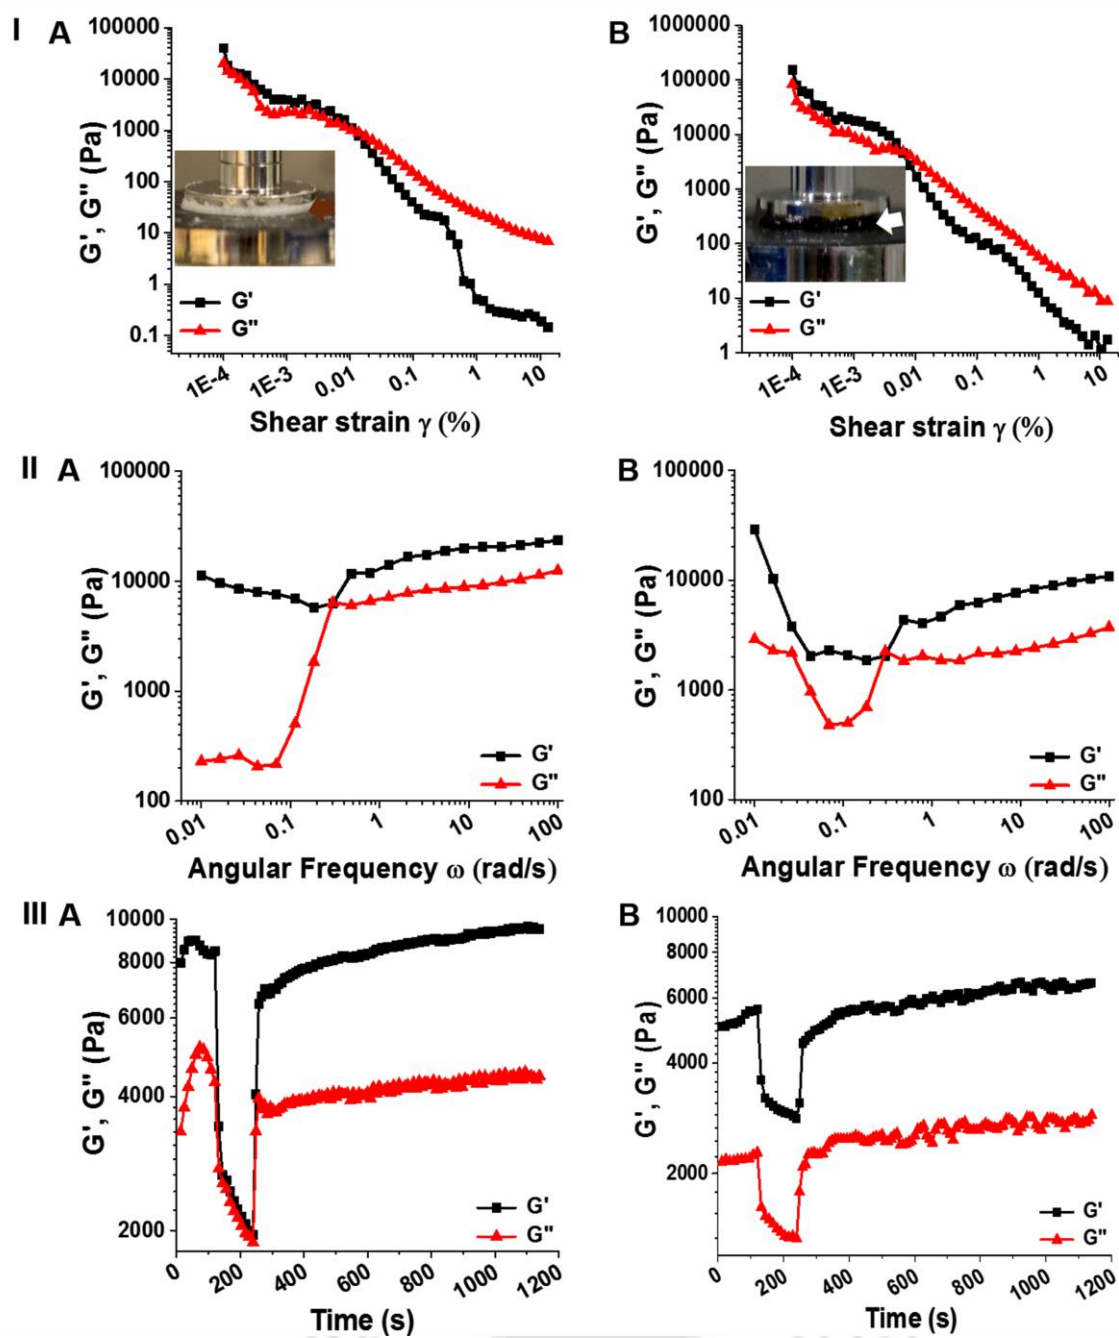 I A
100000
10000
1000
100
10
1
0.1
G', G" (Pa)
G'
G"
1E-4
1E-3
0.01
0.1
1
10
Shear strain γ (%)
B
1000000
100000
10000
1000
100
10
1
G', G" (Pa)
G'
G"
1E-4
1E-3
0.01
0.1
1
10
Shear strain γ (%)
II A
100000
10000
1000
100
G', G" (Pa)
G'
G"
0.01
0.1
1
10
100
Angular Frequency ω (rad/s)
B
100000
10000
1000
100
G', G" (Pa)
G'
G"
0.01
0.1
1
10
100
Angular Frequency ω (rad/s)
III A
10000
8000
6000
4000
2000
G', G" (Pa)
G'
G"
0
200
400
600
800
1000
1200
Time (s)
B
10000
8000
6000
4000
2000
G', G" (Pa)
G'
G"
0
200
400
600
800
1000
1200
Time (s)